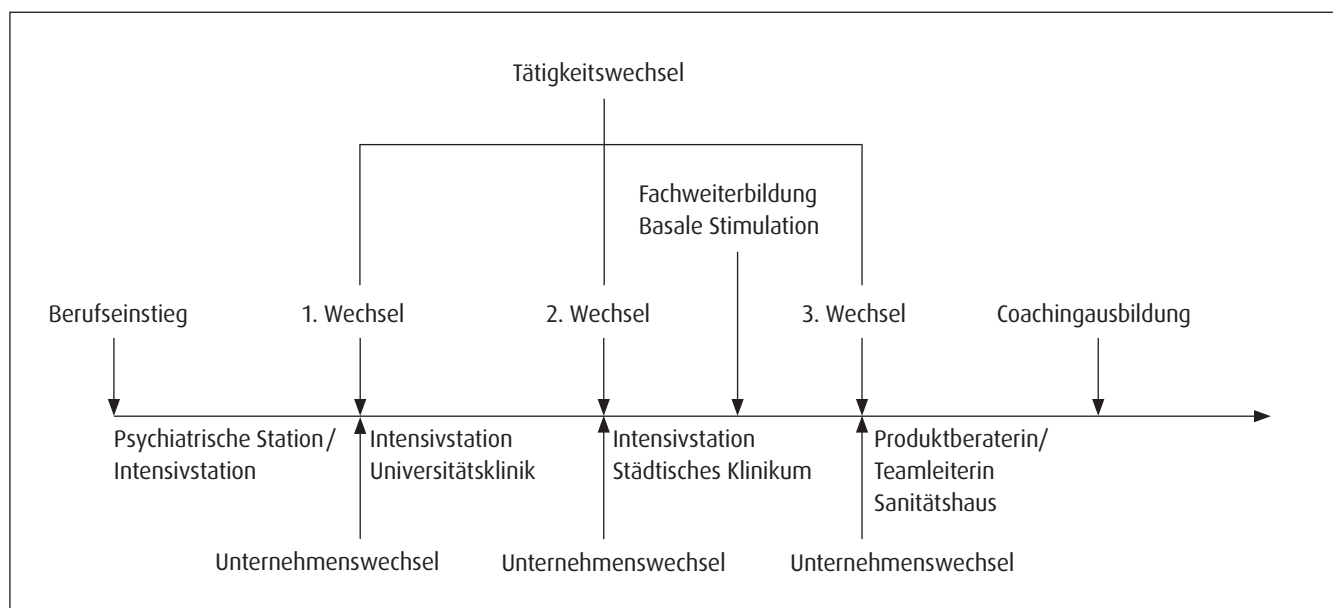 Tätigkeitswechsel
Fachweiterbildung
Basale Stimulation
Berufseinstieg
1. Wechsel
2. Wechsel
3. Wechsel
Coachingausbildung
Psychiatrische Station/
Intensivstation
Intensivstation
Universitätsklinik
Intensivstation
Städtisches Klinikum
Produktberaterin/
Teamleiterin
Sanitätshaus
Unternehmenswechsel
Unternehmenswechsel
Unternehmenswechsel